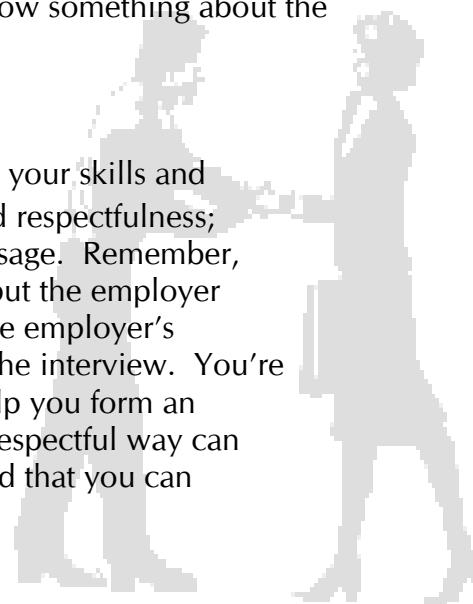 ow something about the
your skills and
d respectfulness;
sage.  Remember,
out the employer
e employer's
he interview.  You're
lp you form an
espectful way can
d that you can